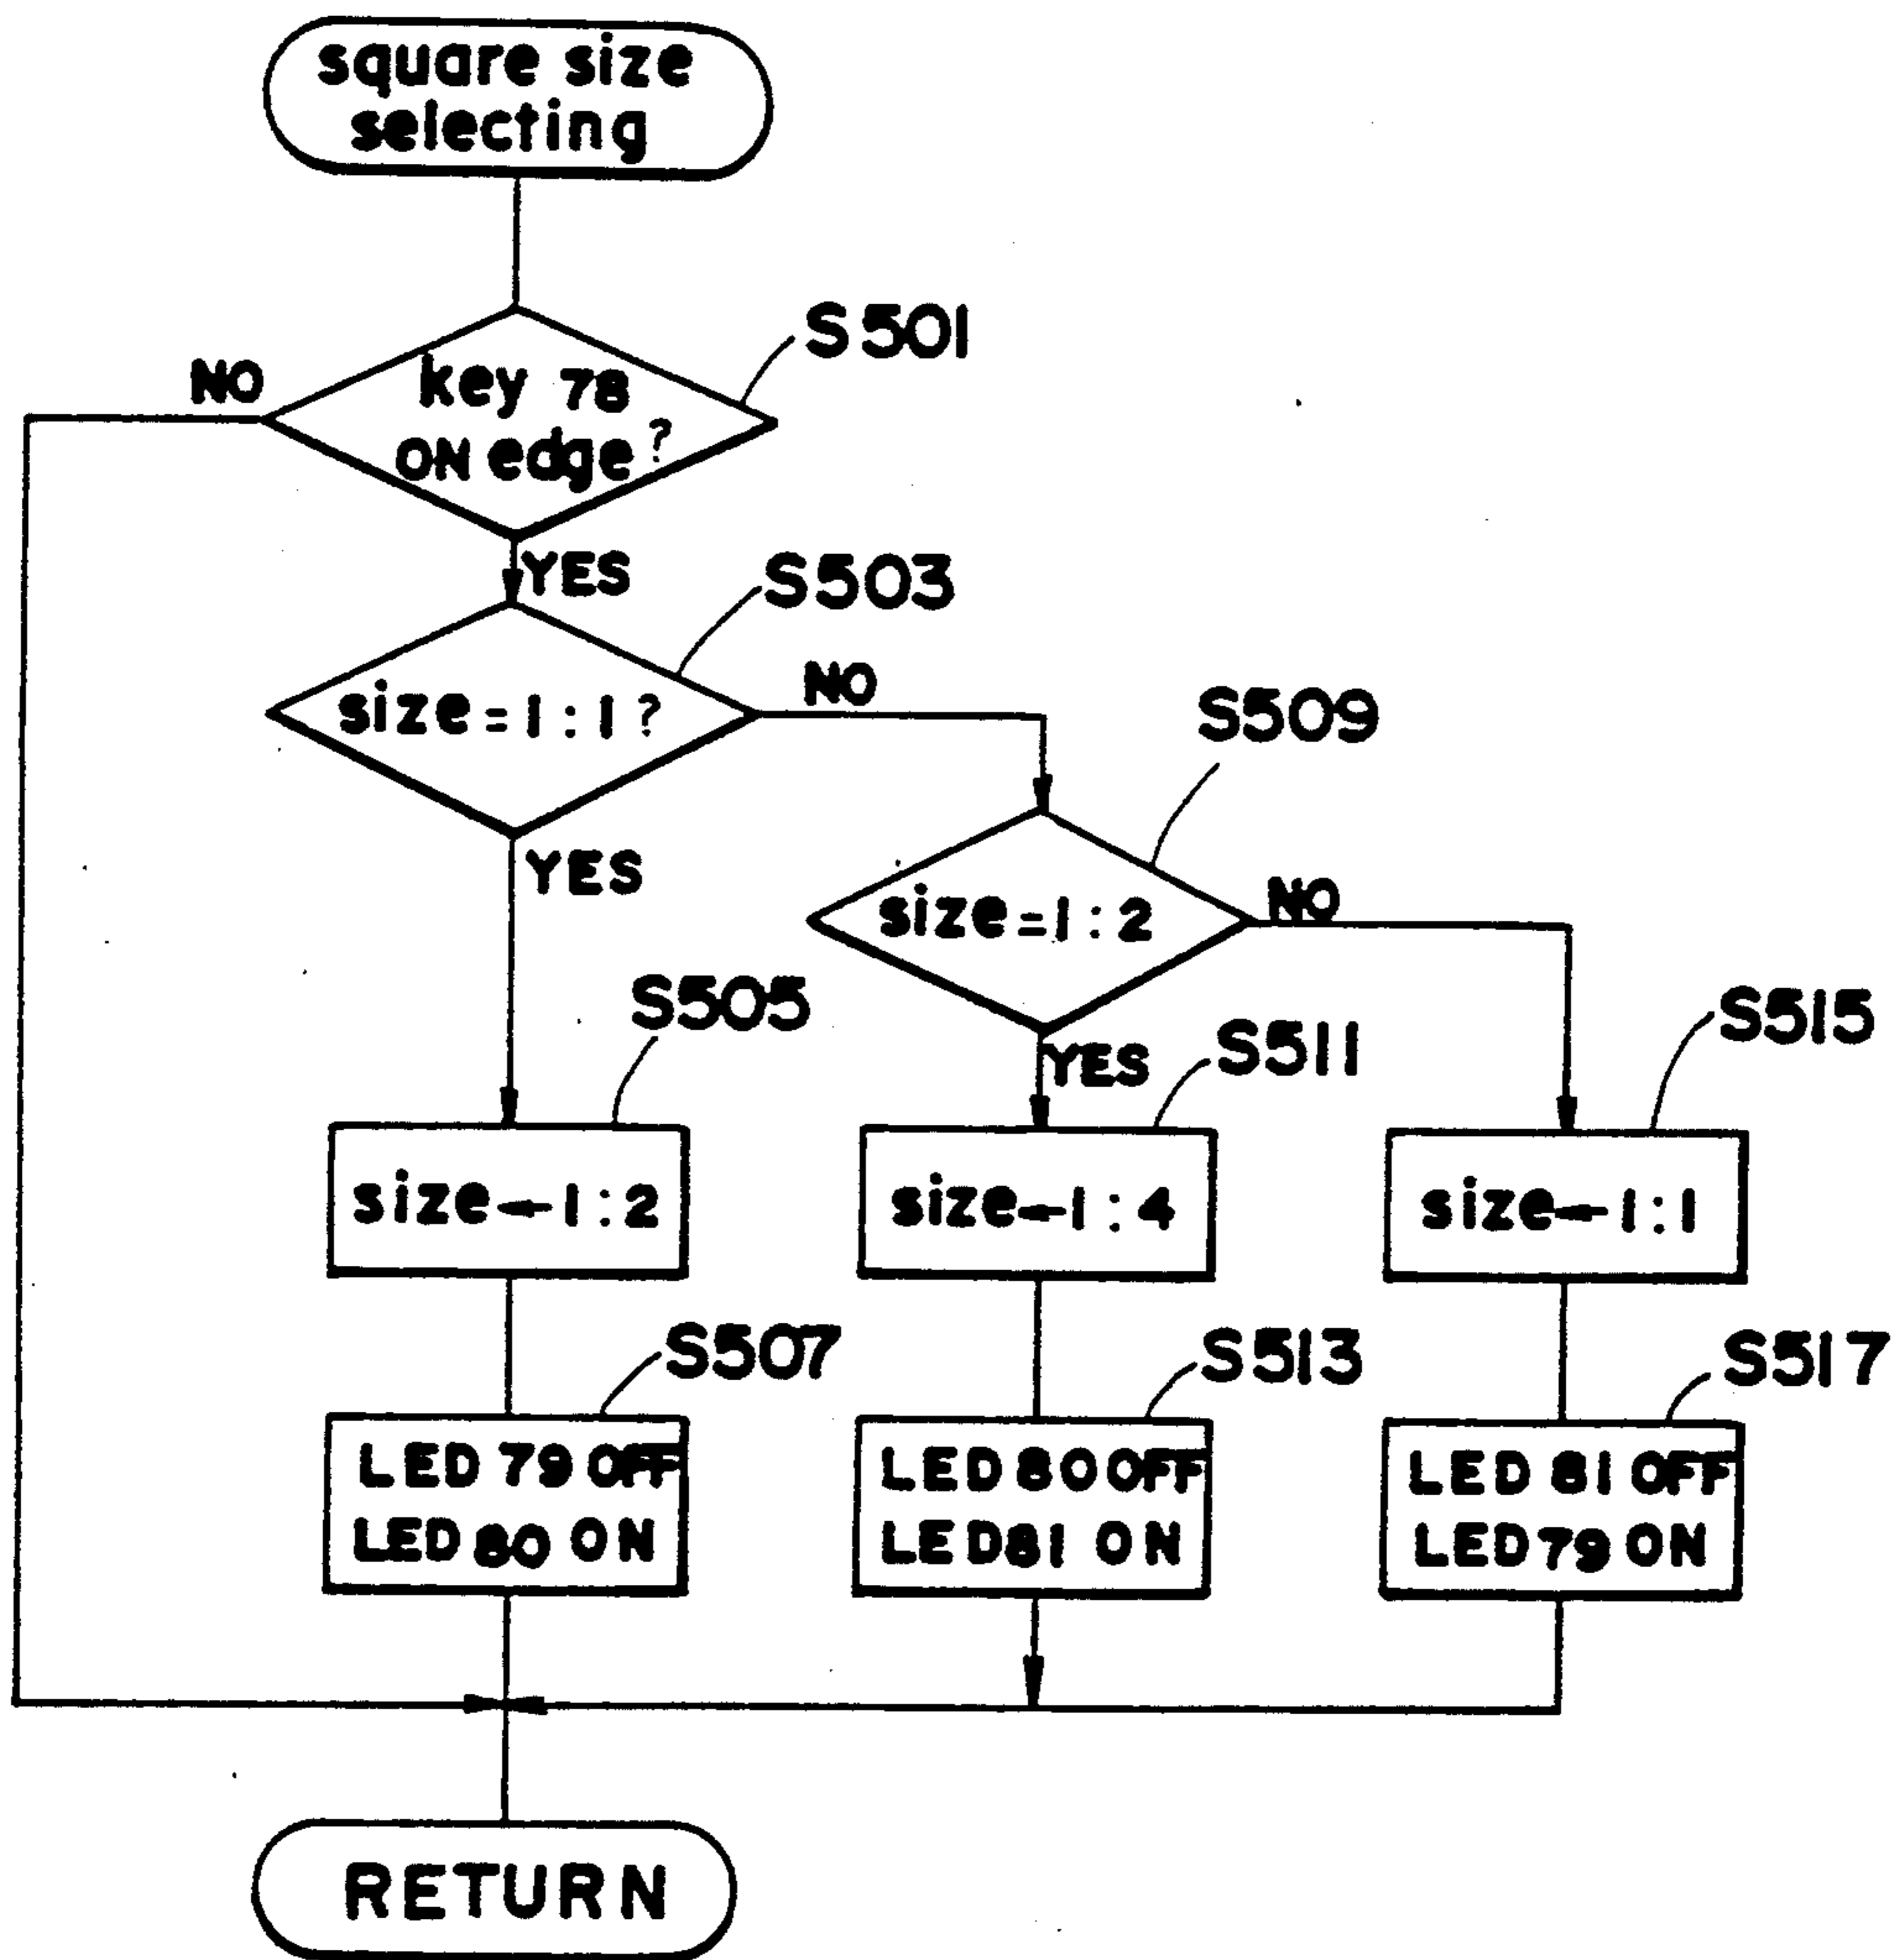 square size
selecting
S501
NO
key 78
ON edge?
YES
S503
size=1:1?
NO
S509
YES
size=1:2
NO
S505
S515
YES
S511
size←1:2
size←1:4
size←1:1
S507
S513
S517
LED 79 OFF
LED 80 ON
LED 80 OFF
LED 81 ON
LED 81 OFF
LED 79 ON
RETURN